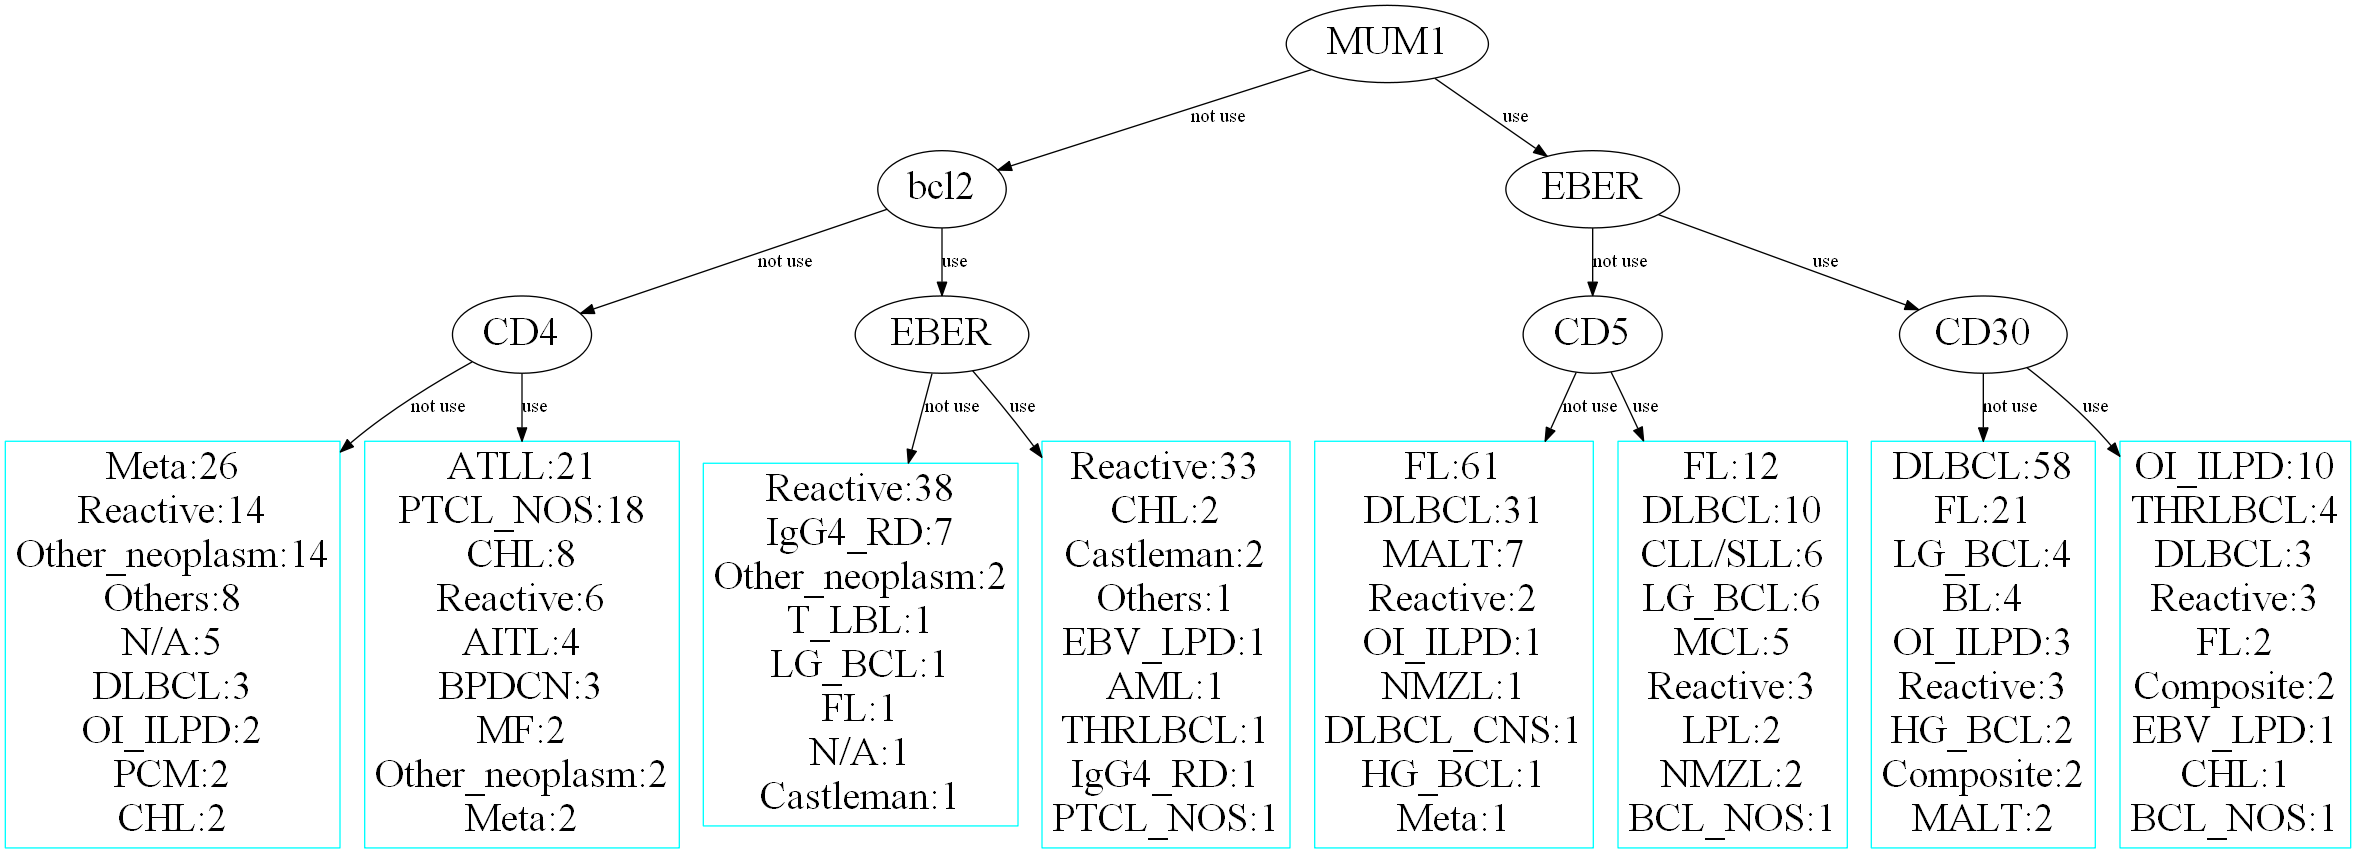 MUM1
not use
use
bcl2
EBER
not use
use
not use
use
CD4
EBER
CD5
CD30
not use
use
not use
use
not use
use
not use
use
Meta:26
Reactive:14
Other_neoplasm:14
Others:8
N/A:5
DLBCL:3
OI_ILPD:2
PCM:2
CHL:2
ATLL:21
PTCL_NOS:18
CHL:8
Reactive:6
AITL:4
BPDCN:3
MF:2
Other_neoplasm:2
Meta:2
Reactive:38
IgG4_RD:7
Other_neoplasm:2
T_LBL:1
LG_BCL:1
FL:1
N/A:1
Castleman:1
Reactive:33
CHL:2
Castleman:2
Others:1
EBV_LPD:1
AML:1
THRLBCL:1
IgG4_RD:1
PTCL_NOS:1
FL:61
DLBCL:31
MALT:7
Reactive:2
OI_ILPD:1
NMZL:1
DLBCL_CNS:1
HG_BCL:1
Meta:1
FL:12
DLBCL:10
CLL/SLL:6
LG_BCL:6
MCL:5
Reactive:3
LPL:2
NMZL:2
BCL_NOS:1
DLBCL:58
FL:21
LG_BCL:4
BL:4
OI_ILPD:3
Reactive:3
HG_BCL:2
Composite:2
MALT:2
OI_ILPD:10
THRLBCL:4
DLBCL:3
Reactive:3
FL:2
Composite:2
EBV_LPD:1
CHL:1
BCL_NOS:1